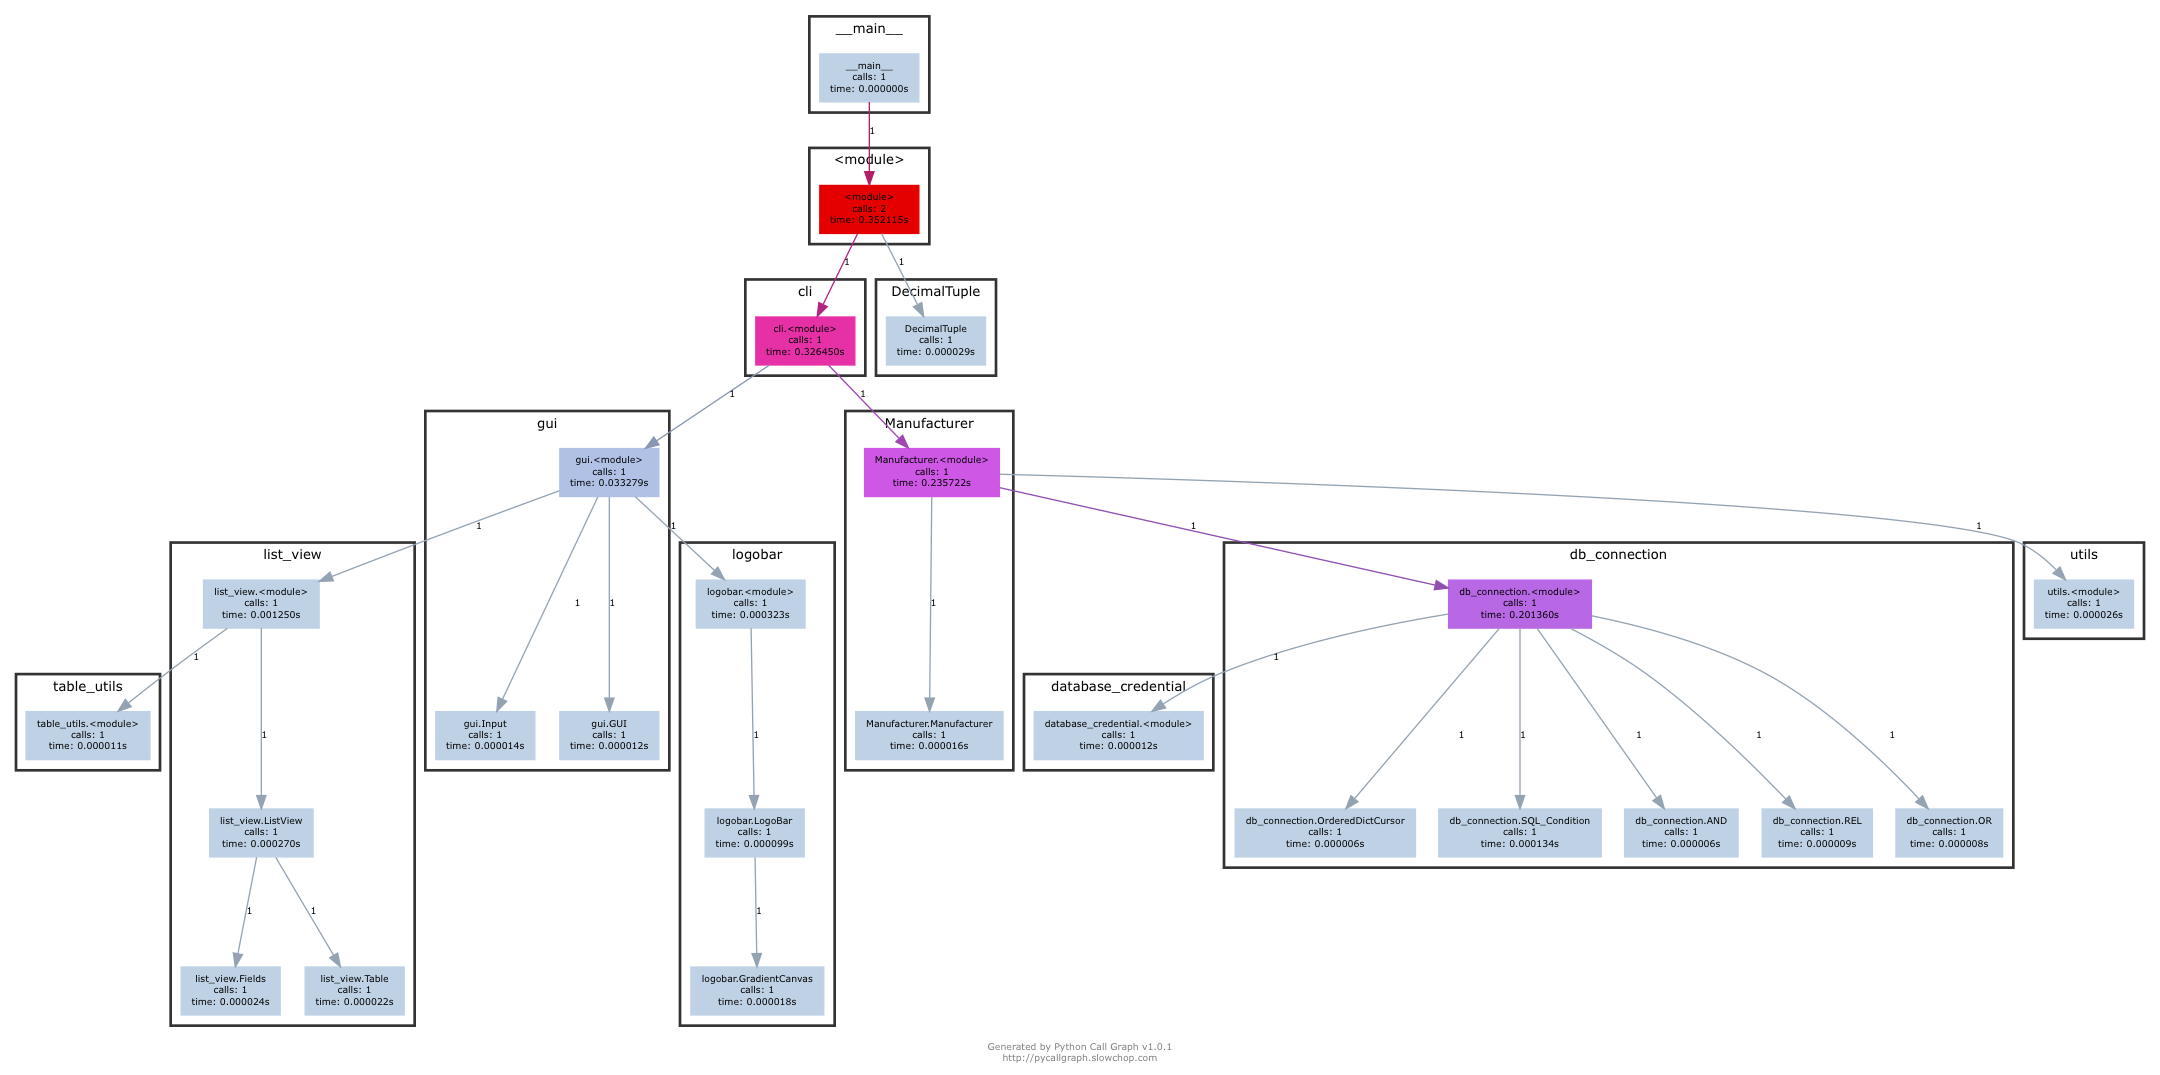 __main__
__main__
calls: 1
time: 0.000000s
1
<module>
<module>
calls: 2
time: 0.352115s
1
1
cli
cli.<module>
calls: 1
time: 0.326450s
DecimalTuple
DecimalTuple
calls: 1
time: 0.000029s
1
1
gui
gui.<module>
calls: 1
time: 0.033279s
Manufacturer
Manufacturer.<module>
calls: 1
time: 0.235722s
1
1
1
1
list_view
list_view.<module>
calls: 1
time: 0.001250s
1
1
logobar
logobar.<module>
calls: 1
time: 0.000323s
1
db_connection
db_connection.<module>
calls: 1
time: 0.201360s
utils
utils.<module>
calls: 1
time: 0.000026s
1
1
table_utils
table_utils.<module>
calls: 1
time: 0.000011s
1
gui.Input
calls: 1
time: 0.000014s
gui.GUI
calls: 1
time: 0.000012s
1
Manufacturer.Manufacturer
calls: 1
time: 0.000016s
database_credential
database_credential.<module>
calls: 1
time: 0.000012s
1
1
1
1
1
list_view.ListView
calls: 1
time: 0.000270s
logobar.LogoBar
calls: 1
time: 0.000099s
db_connection.OrderedDictCursor
calls: 1
time: 0.000006s
db_connection.SQL_Condition
calls: 1
time: 0.000134s
db_connection.AND
calls: 1
time: 0.000006s
db_connection.REL
calls: 1
time: 0.000009s
db_connection.OR
calls: 1
time: 0.000008s
1
1
1
list_view.Fields
calls: 1
time: 0.000024s
list_view.Table
calls: 1
time: 0.000022s
logobar.GradientCanvas
calls: 1
time: 0.000018s
Generated by Python Call Graph v1.0.1
http://pycallgraph.slowchop.com